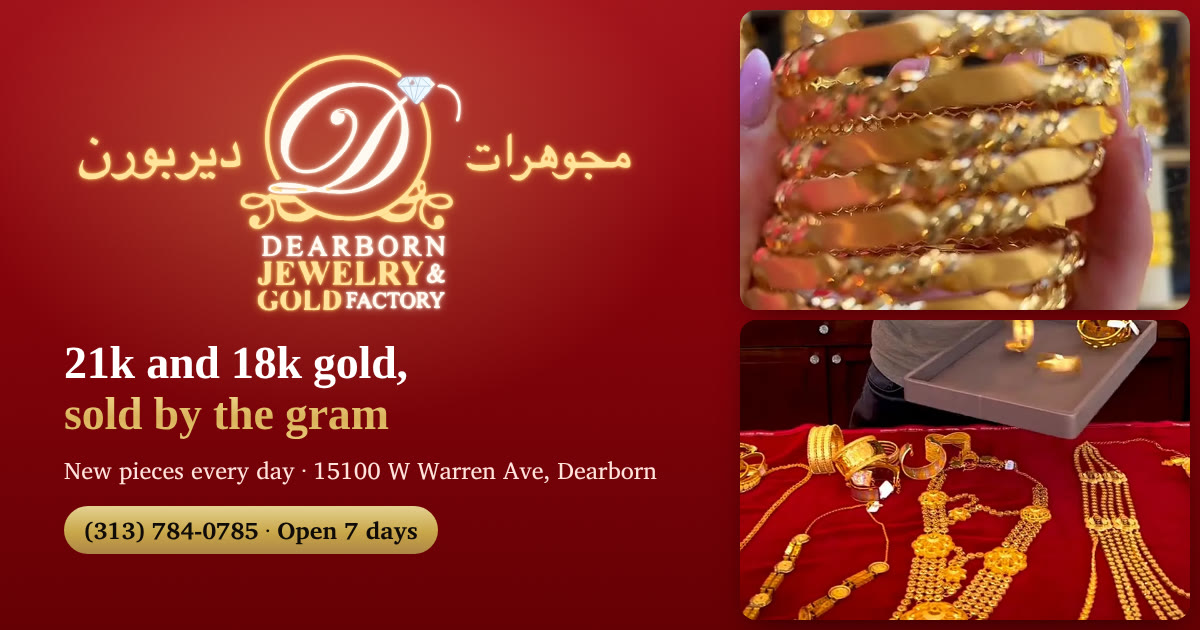 مجوهرات ديربورن
D
DEARBORN
JEWELRY &
GOLD FACTORY
21k and 18k gold,
sold by the gram
New pieces every day · 15100 W Warren Ave, Dearborn
(313) 784-0785 · Open 7 days